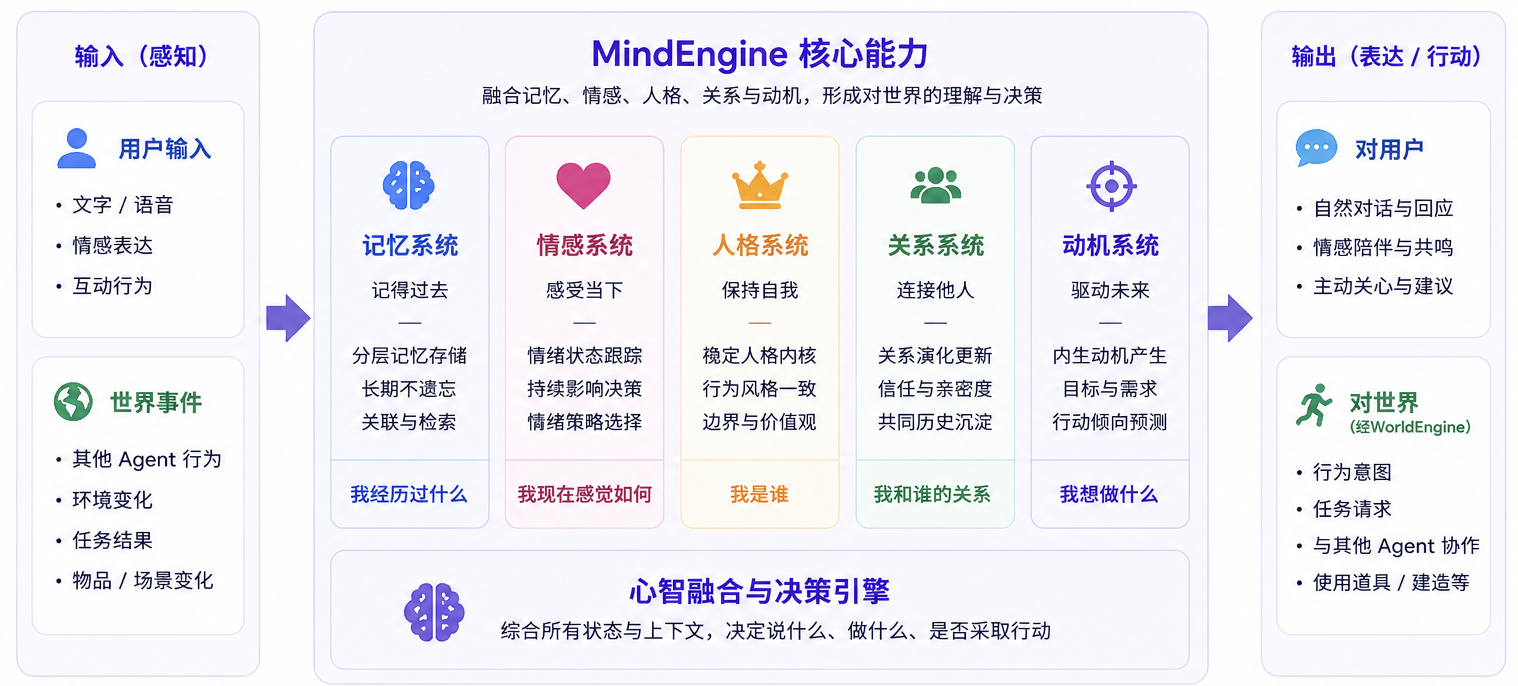 输入（感知）
用户输入
• 文字 / 语音
• 情感表达
• 互动行为
世界事件
• 其他 Agent 行为
• 环境变化
• 任务结果
• 物品 / 场景变化
MindEngine 核心能力
融合记忆、情感、人格、关系与动机，形成对世界的理解与决策
记忆系统
记得过去
—
分层记忆存储
长期不遗忘
关联与检索
我经历过什么
情感系统
感受当下
—
情绪状态跟踪
持续影响决策
情绪策略选择
我现在感觉如何
人格系统
保持自我
—
稳定人格内核
行为风格一致
边界与价值观
我是谁
关系系统
连接他人
—
关系演化更新
信任与亲密度
共同历史沉淀
我和谁的关系
动机系统
驱动未来
—
内生动机产生
目标与需求
行动倾向预测
我想做什么
心智融合与决策引擎
综合所有状态与上下文，决定说什么、做什么、是否采取行动
输出（表达 / 行动）
对用户
• 自然对话与回应
• 情感陪伴与共鸣
• 主动关心与建议
对世界
（经WorldEngine）
• 行为意图
• 任务请求
• 与其他 Agent 协作
• 使用道具 / 建造等